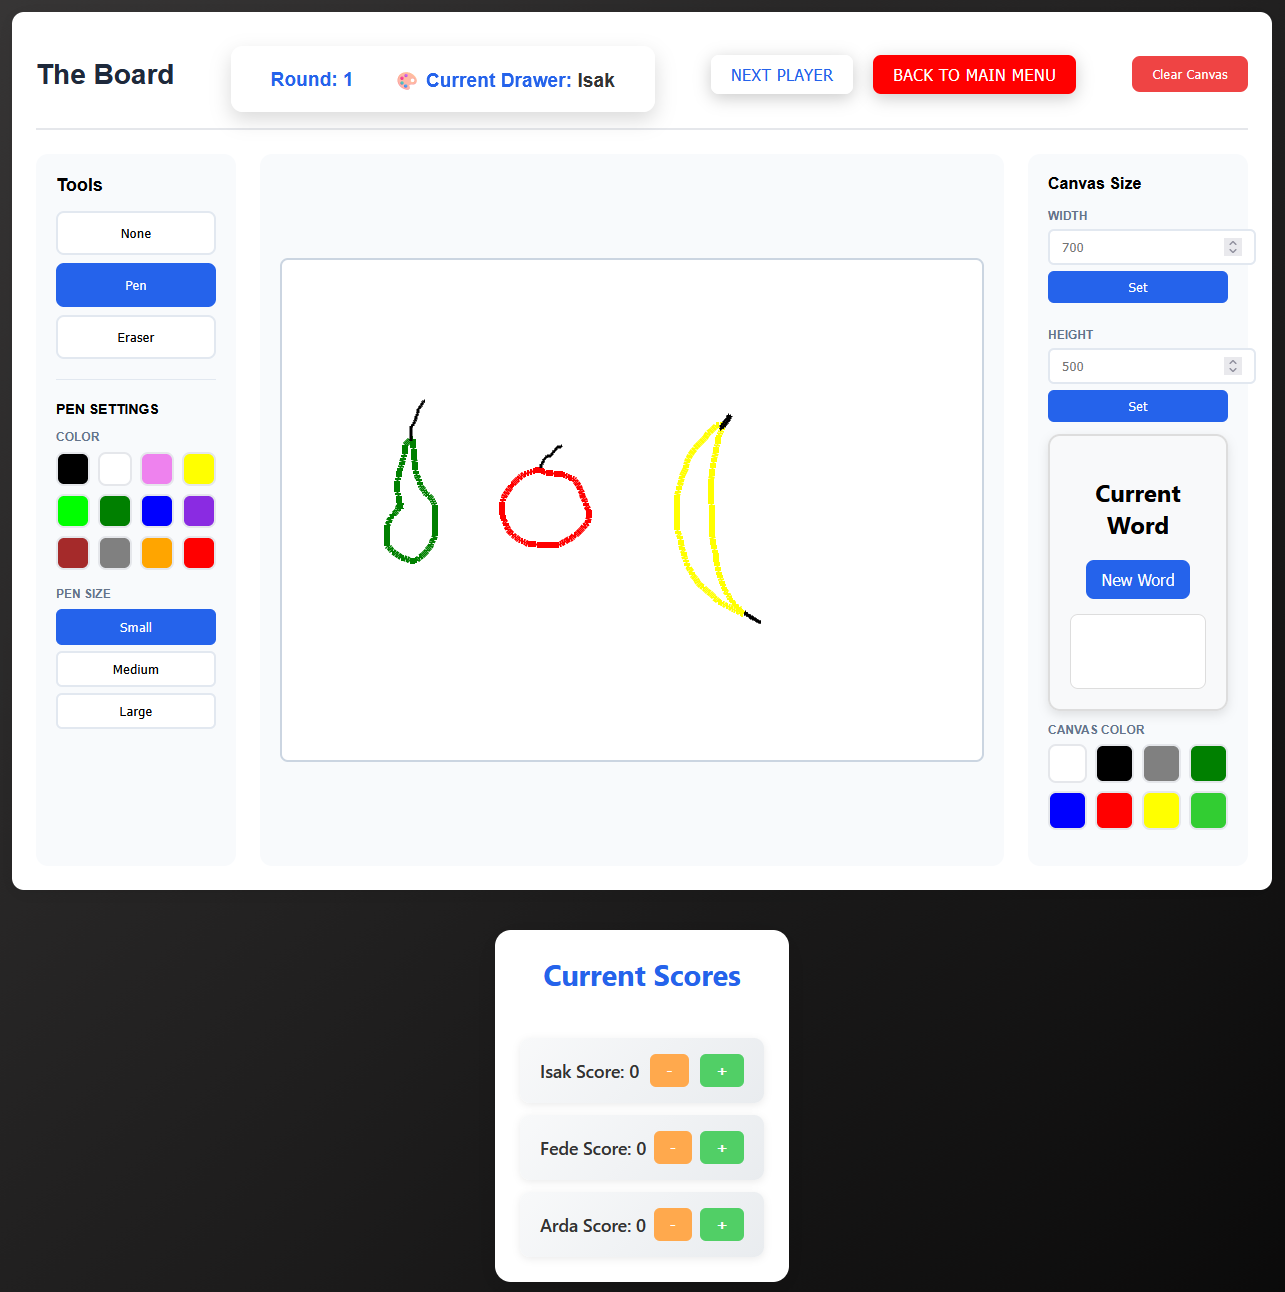 The Board
Round: 1
Current Drawer: Isak
NEXT PLAYER
BACK TO MAIN MENU
Clear Canvas
Tools
None
Pen
Eraser
PEN SETTINGS
COLOR
PEN SIZE
Small
Medium
Large
Canvas Size
WIDTH
700
Set
HEIGHT
500
Set
Current
Word
New Word
CANVAS COLOR
Current Scores
Isak Score: 0
-
+
Fede Score: 0
-
+
Arda Score: 0
-
+